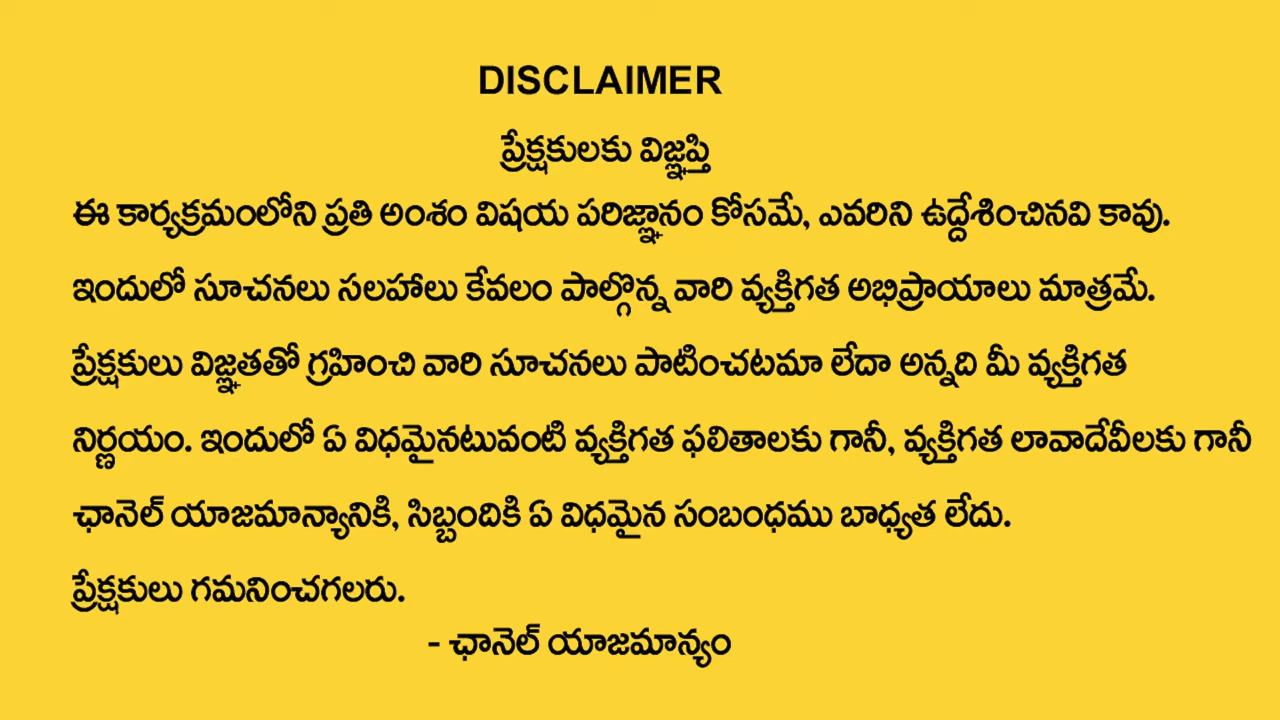 DISCLAIMER
ప్రేక్షకులకు విజ్ఞప్తి
ఈ కార్యక్రమంలోని ప్రతి అంశం విషయ పరిజ్ఞానం కోసమే, ఎవరిని ఉద్దేశించినవి కావు.
ఇందులో సూచనలు సలహాలు కేవలం పాల్గొన్న వారి వ్యక్తిగత అభిప్రాయాలు మాత్రమే.
ప్రేక్షకులు విజ్ఞతతో గ్రహించి వారి సూచనలు పాటించటమా లేదా అన్నది మీ వ్యక్తిగత
నిర్ణయం. ఇందులో ఏ విధమైనటువంటి వ్యక్తిగత ఫలితాలకు గానీ, వ్యక్తిగత లావాదేవీలకు గానీ
ఛానెల్ యాజమాన్యానికి, సిబ్బందికి ఏ విధమైన సంబంధము బాధ్యత లేదు.
ప్రేక్షకులు గమనించగలరు.
- ఛానెల్ యాజమాన్యం